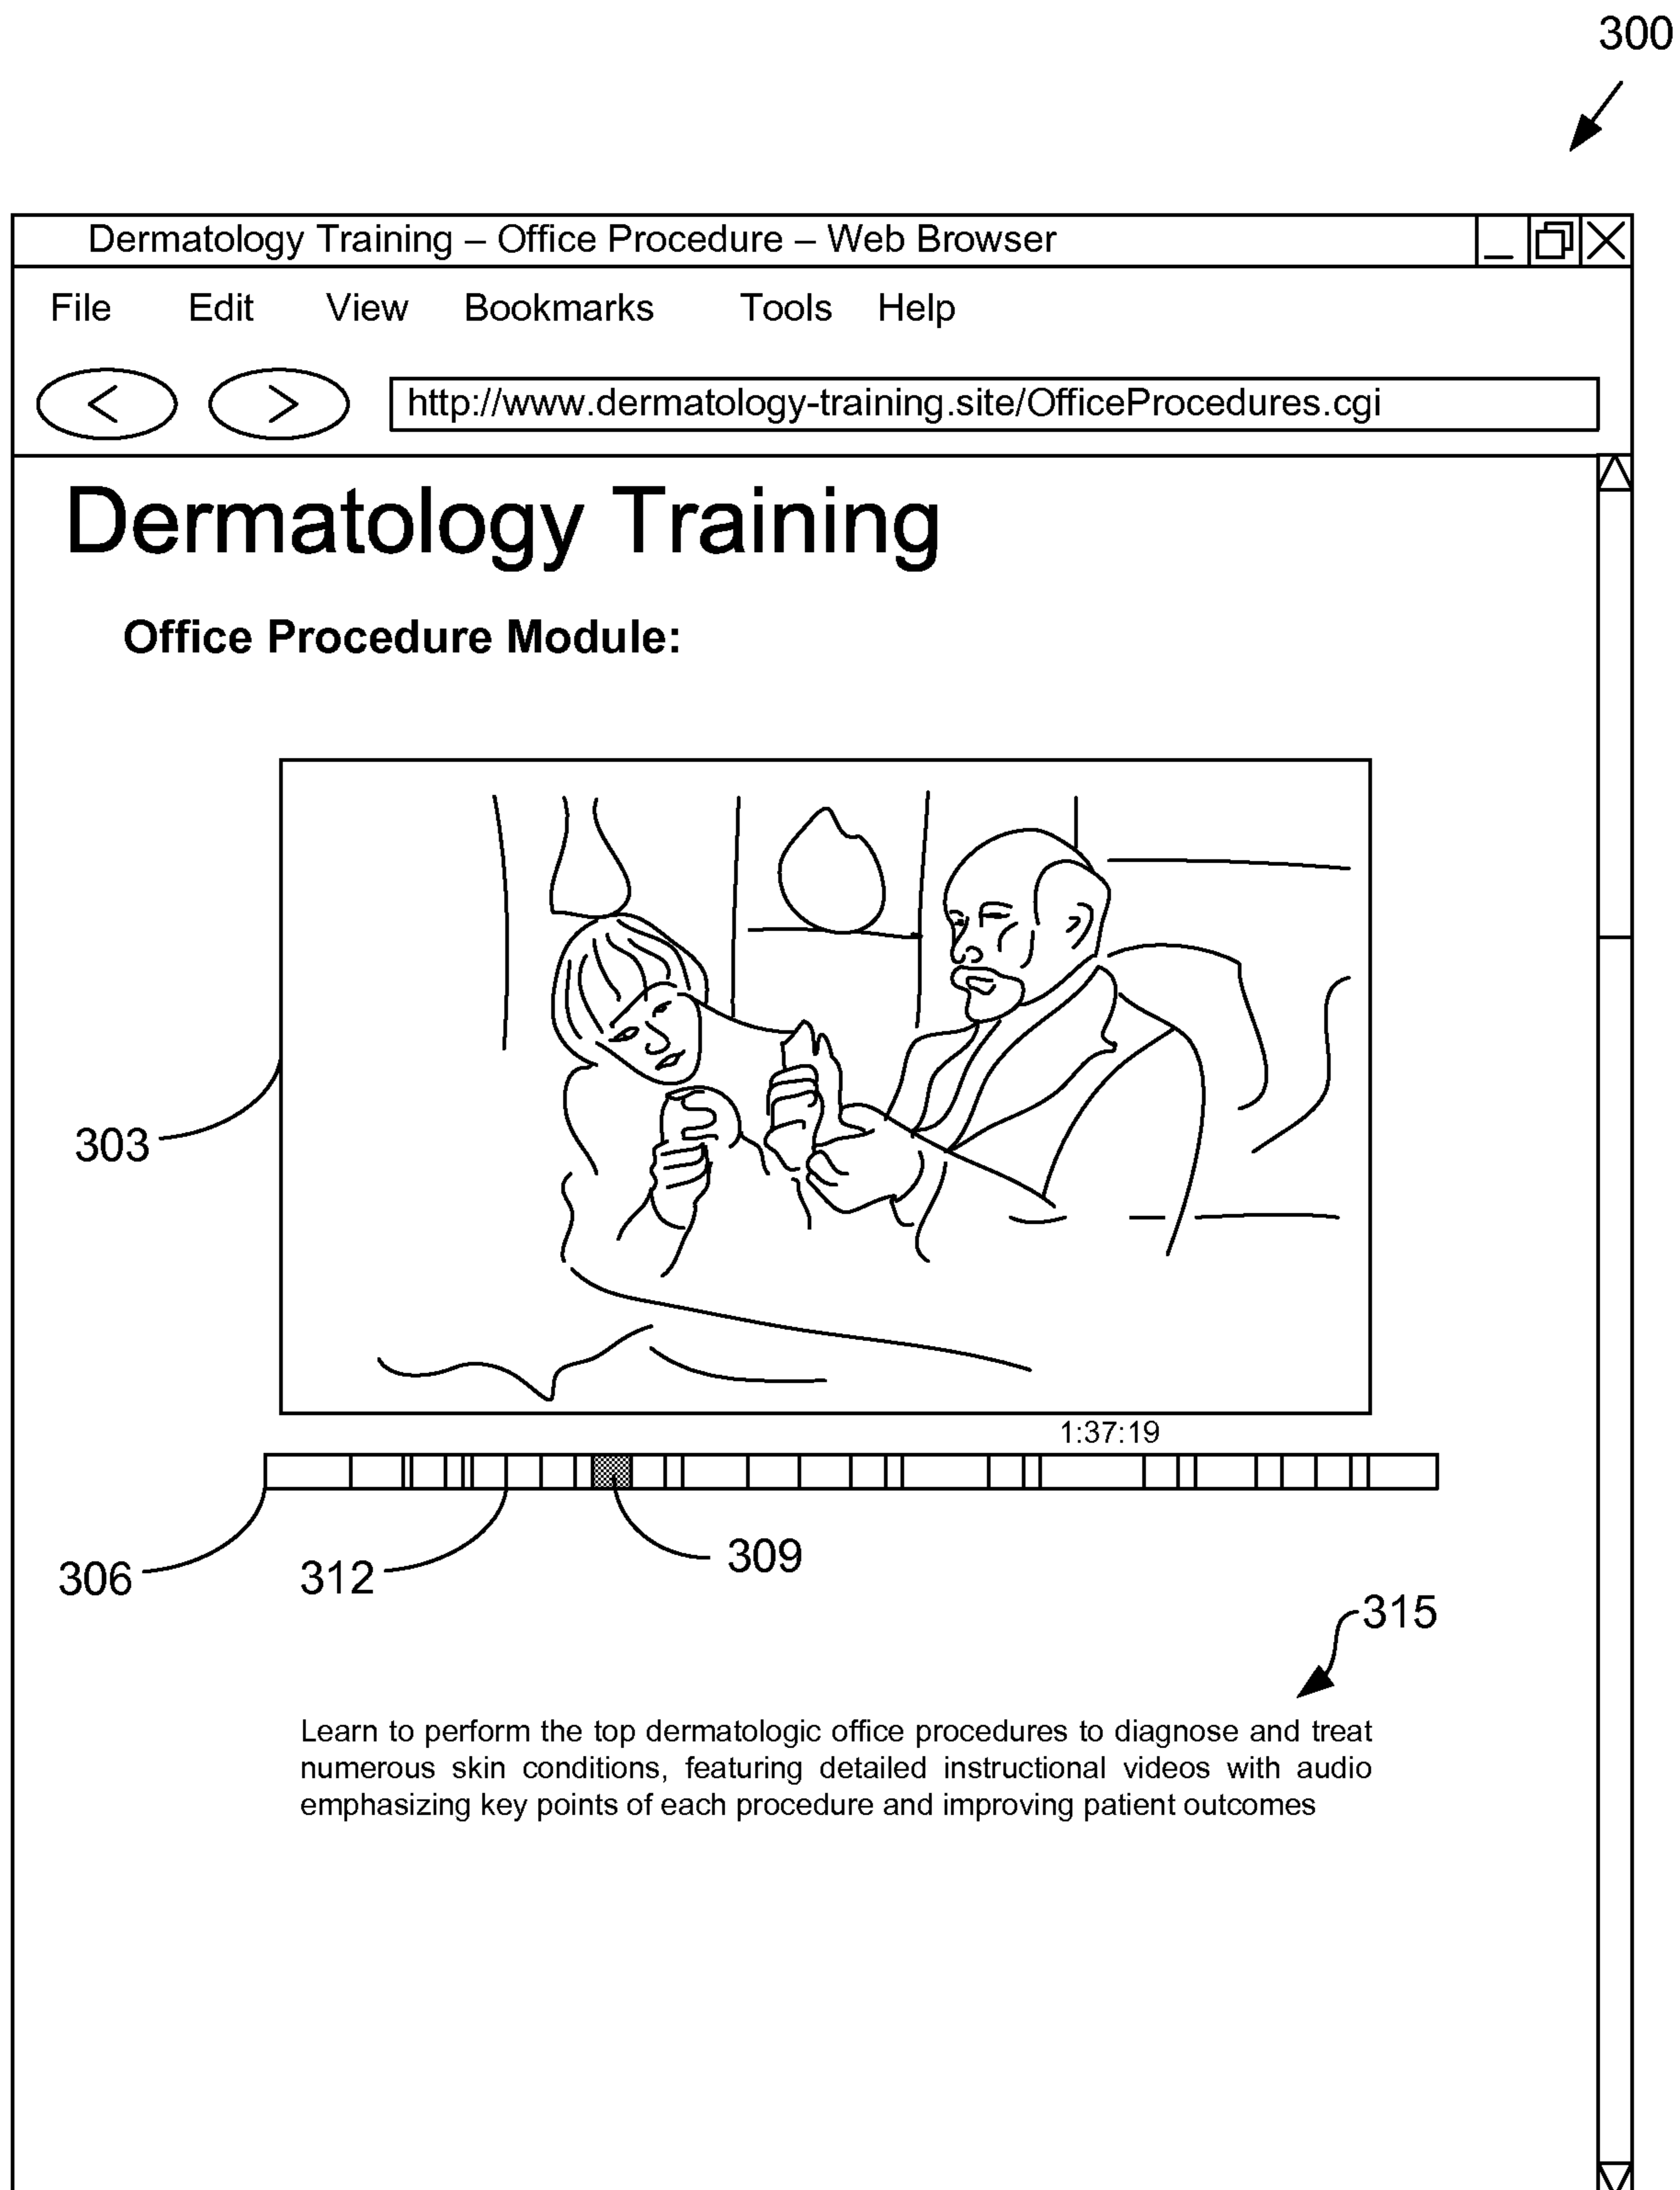 300
Dermatology Training – Office Procedure – Web Browser
File Edit View Bookmarks Tools Help
http://www.dermatology-training.site/OfficeProcedures.cgi
Dermatology Training
Office Procedure Module:
303
1:37:19
306
312
309
315
Learn to perform the top dermatologic office procedures to diagnose and treat
numerous skin conditions, featuring detailed instructional videos with audio
emphasizing key points of each procedure and improving patient outcomes